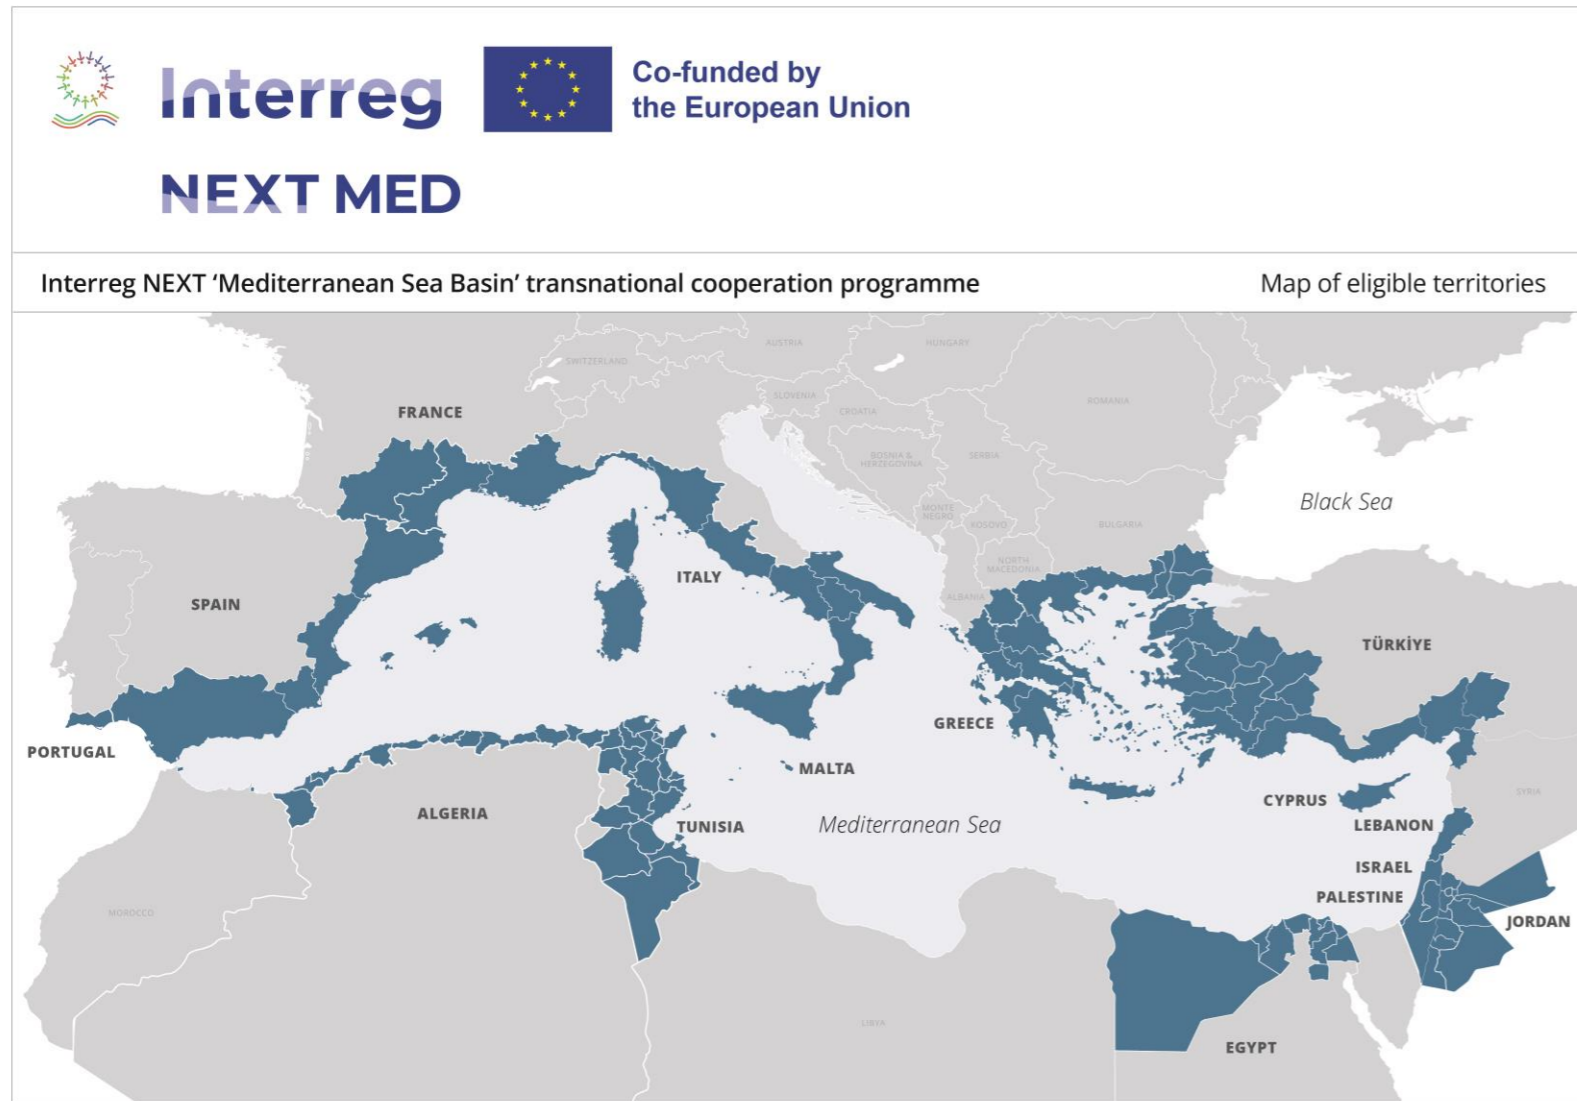 Interreg
Co-funded by
the European Union
NEXT MED
Interreg NEXT ‘Mediterranean Sea Basin’ transnational cooperation programme
Map of eligible territories
AUSTRIA
HUNGARY
SWITZERLAND
SLOVENIA
ROMANIA
FRANCE
CROATIA
BOSNIA &
HERZEGOVINA
SERBIA
Black Sea
MONTE
NEGRO
KOSOVO
BULGARIA
NORTH
MACEDONIA
ITALY
ALBANIA
SPAIN
TÜRKİYE
GREECE
PORTUGAL
MALTA
SYRIA
CYPRUS
ALGERIA
TUNISIA
Mediterranean Sea
LEBANON
ISRAEL
PALESTINE
MOROCCO
JORDAN
LIBYA
EGYPT